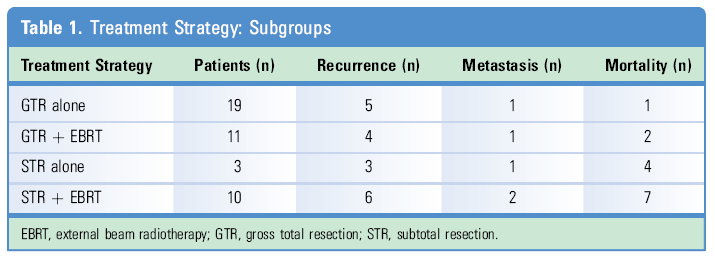 Table 1. Treatment Strategy: Subgroups
Treatment Strategy Patients (n) Recurrence (n) Metastasis (n) Mortality (n)
GTR alone 19 5 1 1
GTR + EBRT 11 4 1 2
STR alone 3 3 1 4
STR + EBRT 10 6 2 7
EBRT, external beam radiotherapy; GTR, gross total resection; STR, subtotal resection.